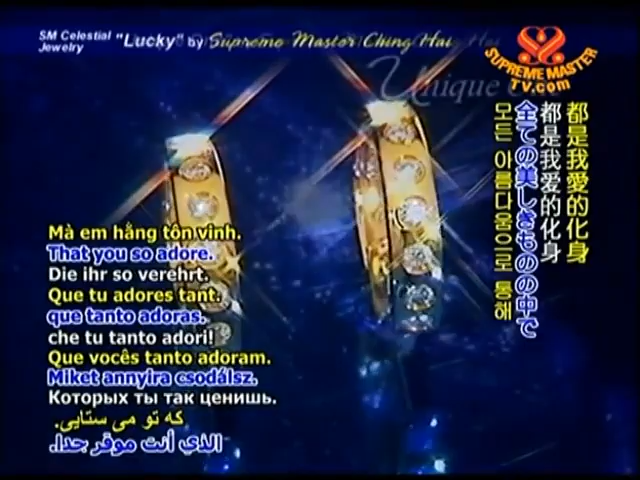 SM Celestial Jewelry "Lucky" by Supreme Master Ching Hai
SUPREME MASTER
TV.com
Unique
都是我愛的化身
都是我爱的化身
全ての美しきものの中で
모든 아름다움으로 통해
Mà em hằng tôn vinh.
That you so adore.
Die ihr so verehrt.
Que tu adores tant.
que tanto adoras.
che tu tanto adori!
Que vocês tanto adoram.
Miket annyira csodálsz.
Которых ты так ценишь.
که تو می ستایی.
الذي أنت موقر جدا.